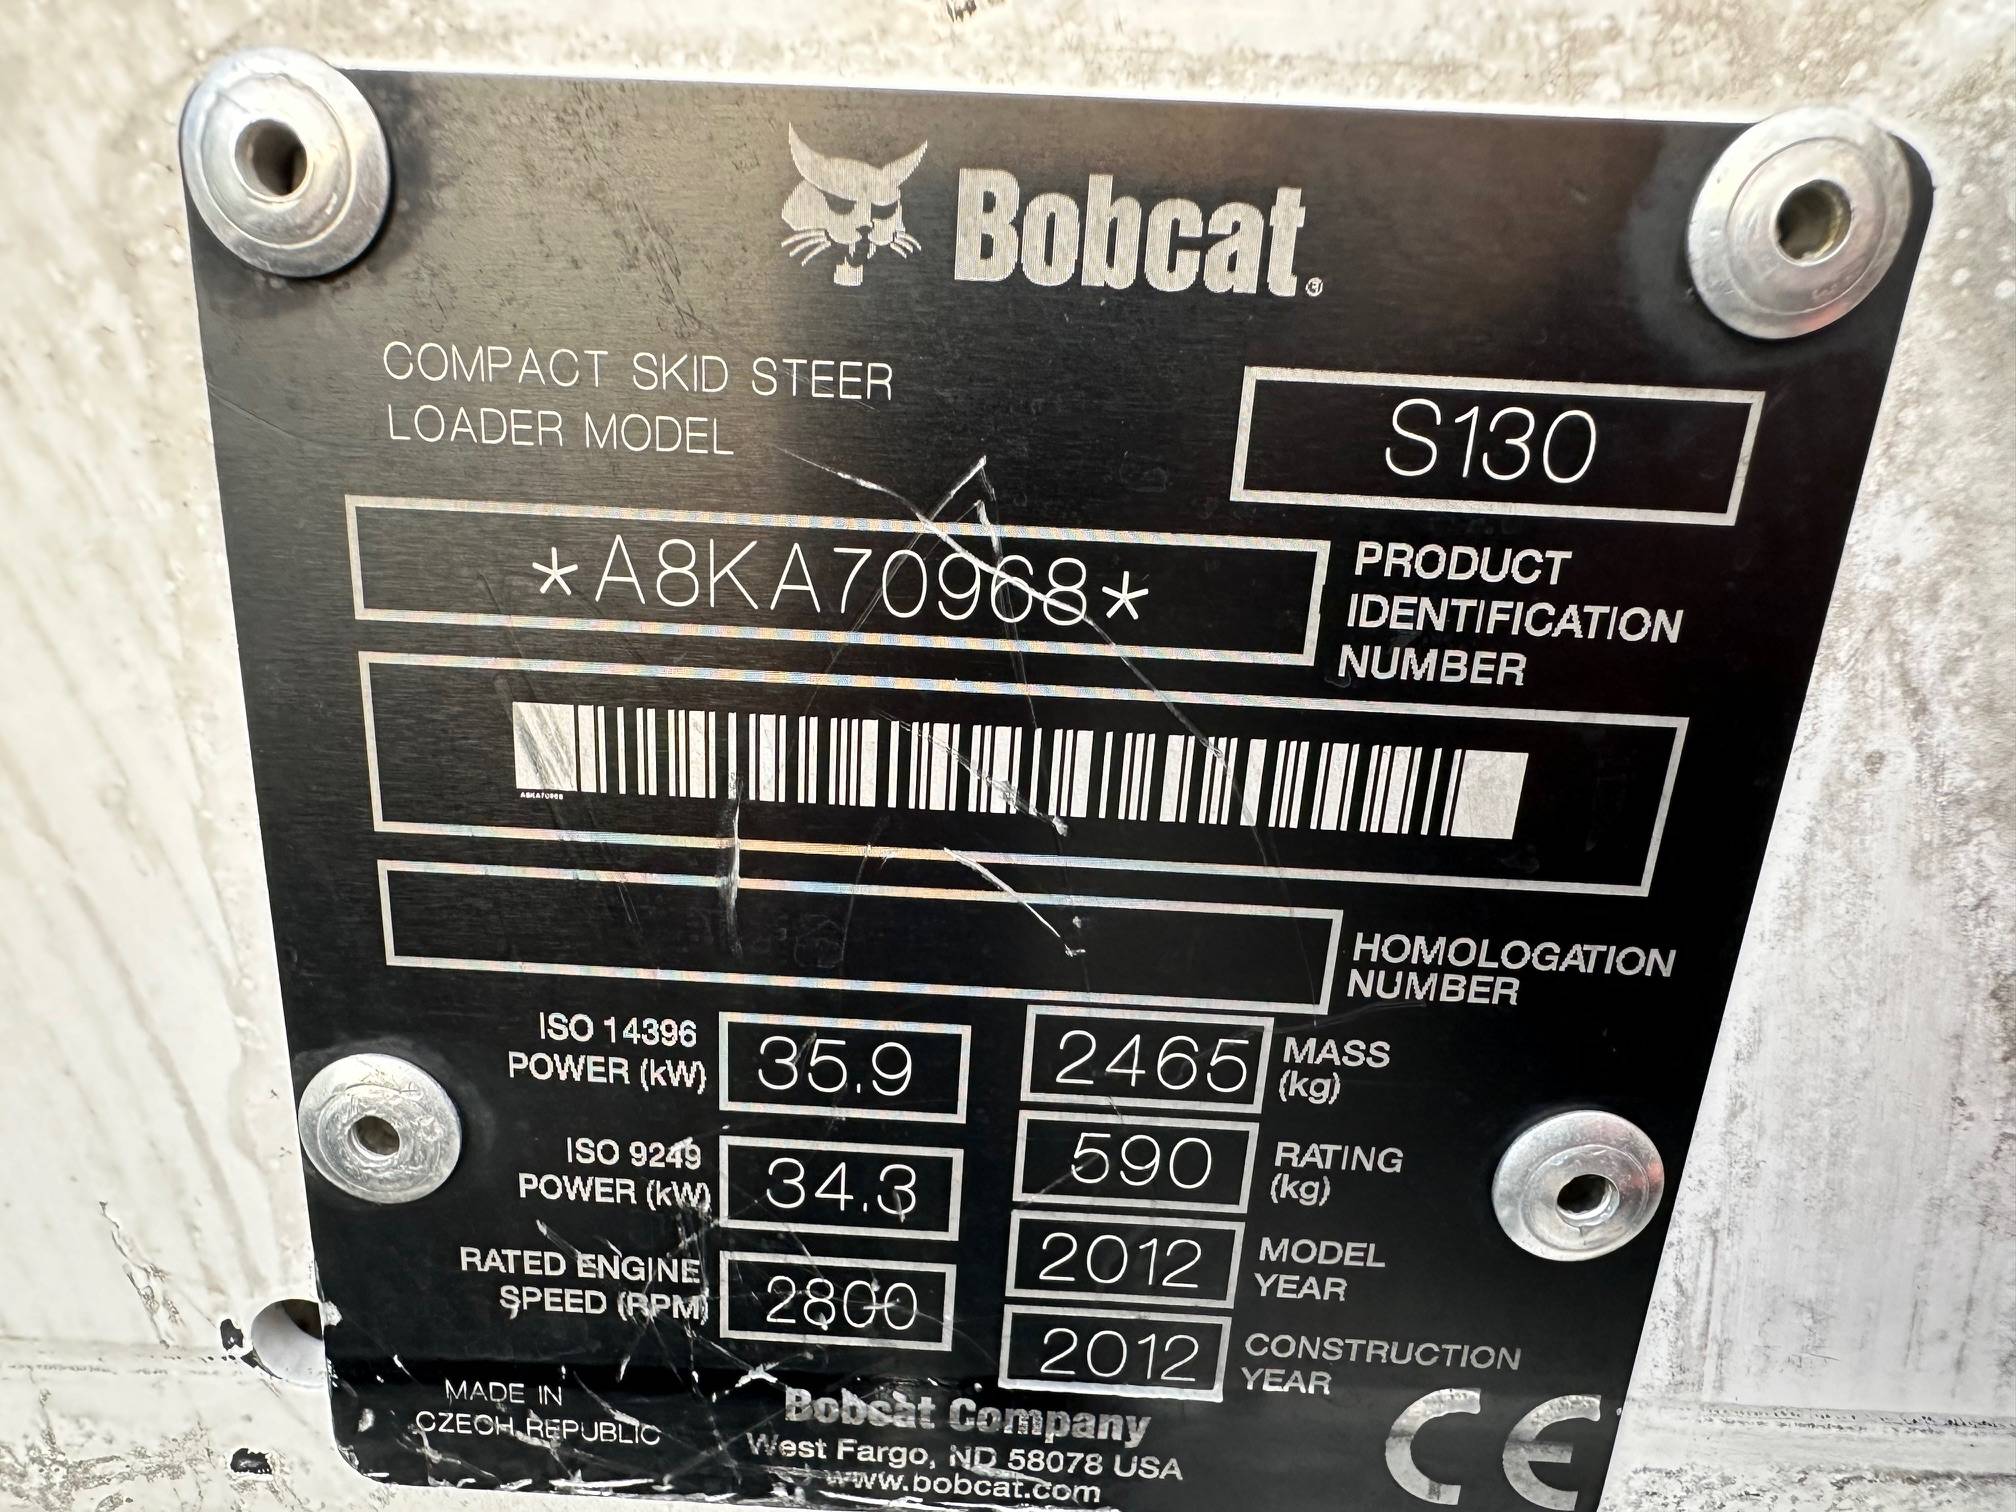 Bobcat®
COMPACT SKID STEER
LOADER MODEL
S130
*A8KA70968*
PRODUCT
IDENTIFICATION
NUMBER
A8KA70968
HOMOLOGATION
NUMBER
ISO 14396
POWER (kW)
35.9
2465
MASS
(kg)
ISO 9249
POWER (kW)
34.3
590
RATING
(kg)
RATED ENGINE
SPEED (RPM)
2800
2012
MODEL
YEAR
2012
CONSTRUCTION
YEAR
MADE IN
CZECH REPUBLIC
Bobcat Company
West Fargo, ND 58078 USA
www.bobcat.com
CE